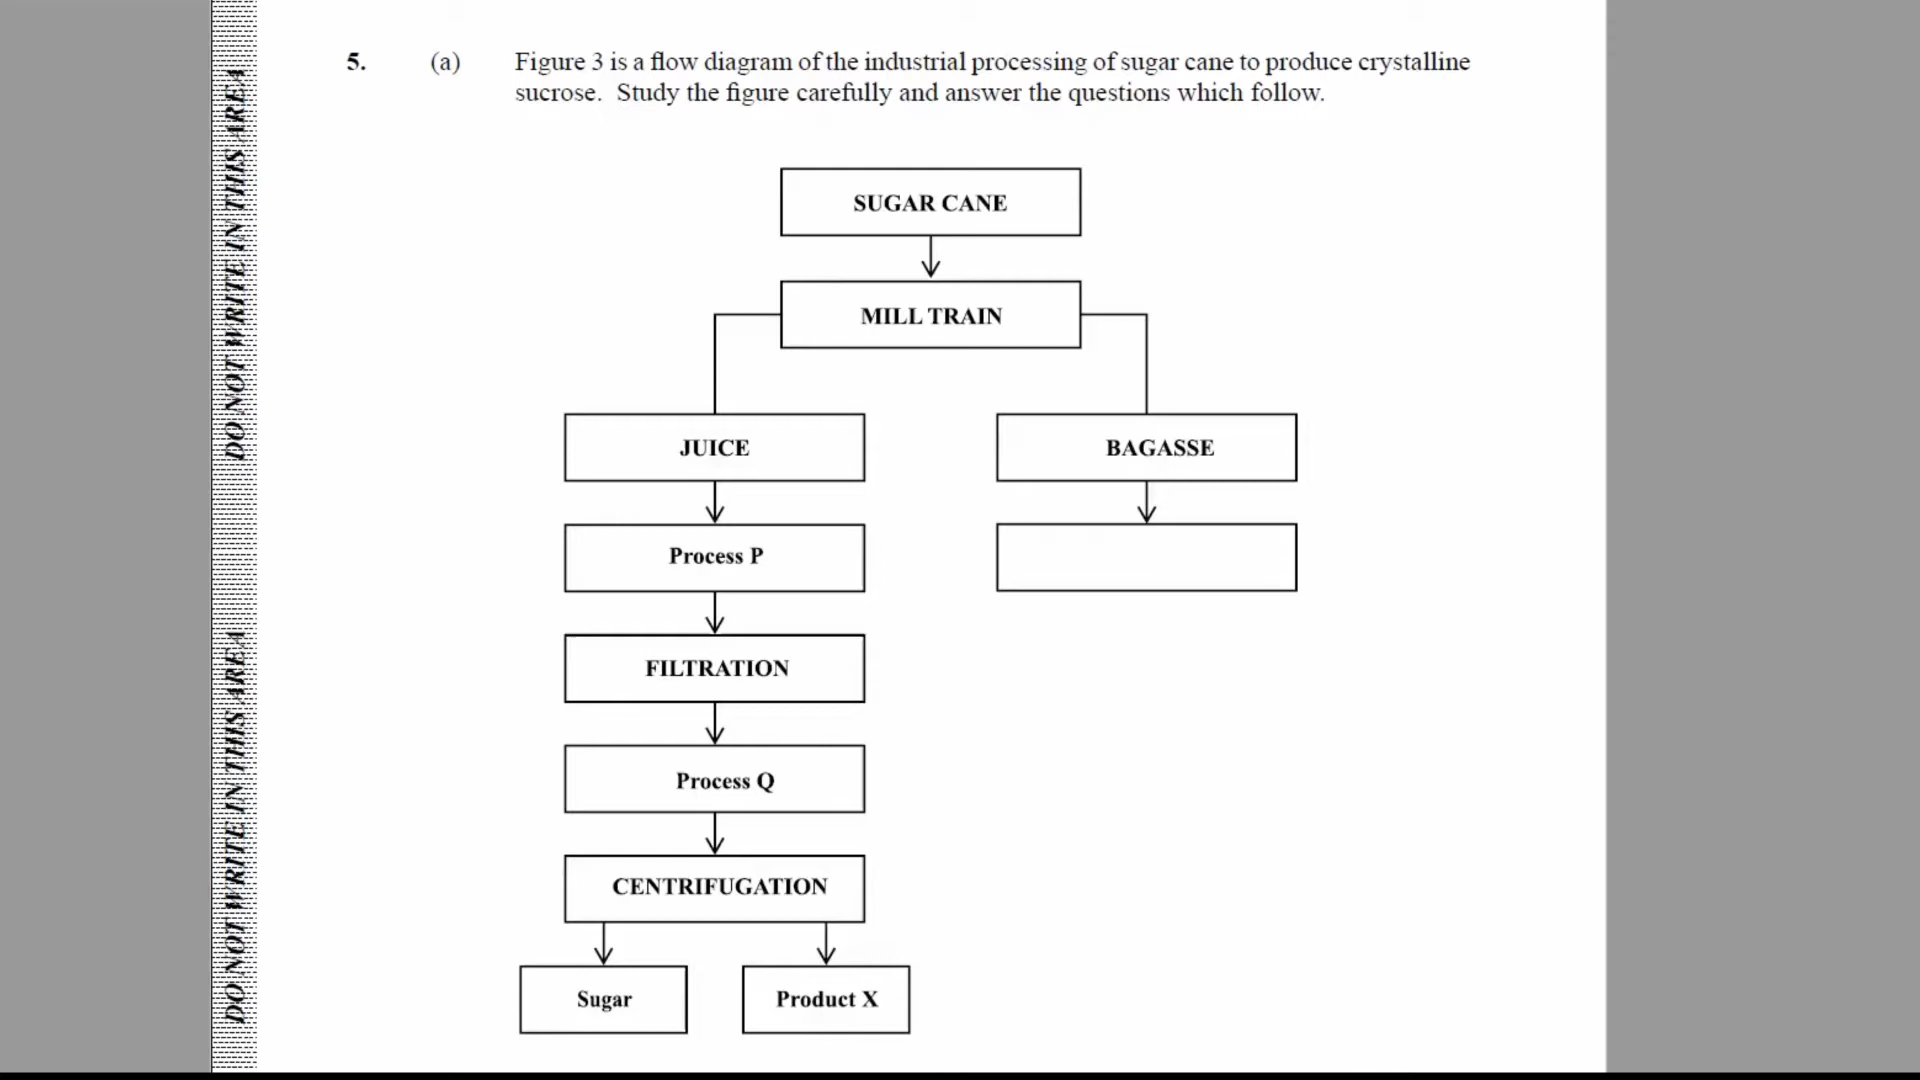 5. (a) Figure 3 is a flow diagram of the industrial processing of sugar cane to produce crystalline
sucrose. Study the figure carefully and answer the questions which follow.
SUGAR CANE
MILL TRAIN
JUICE
BAGASSE
Process P
FILTRATION
Process Q
CENTRIFUGATION
Sugar
Product X
DO NOT WRITE IN THIS AREA
DO NOT WRITE IN THIS AREA